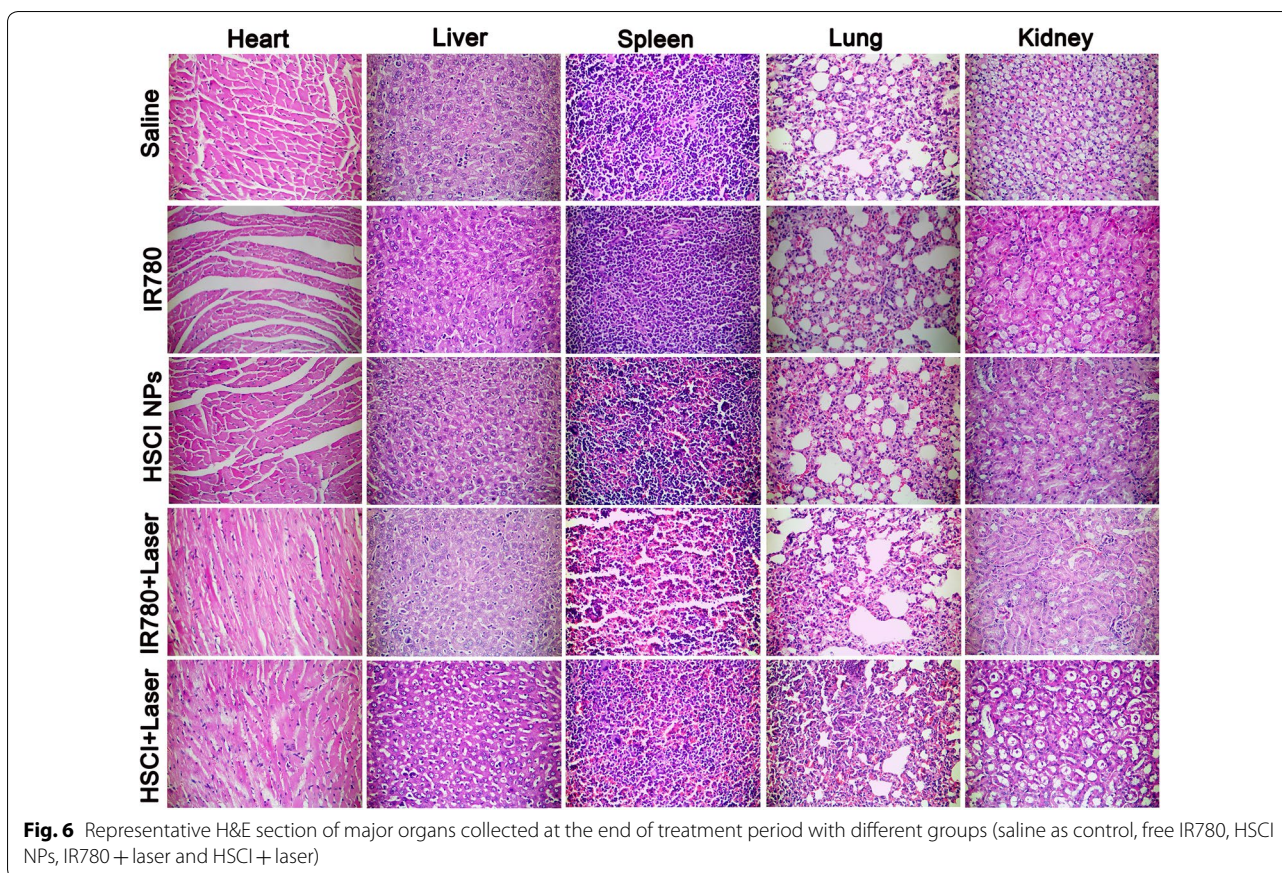 Heart Liver Spleen Lung Kidney
Saline
IR780
HSCI NPs
IR780+Laser
HSCI+Laser
Fig. 6 Representative H&E section of major organs collected at the end of treatment period with different groups (saline as control, free IR780, HSCI
NPs, IR780 + laser and HSCI + laser)